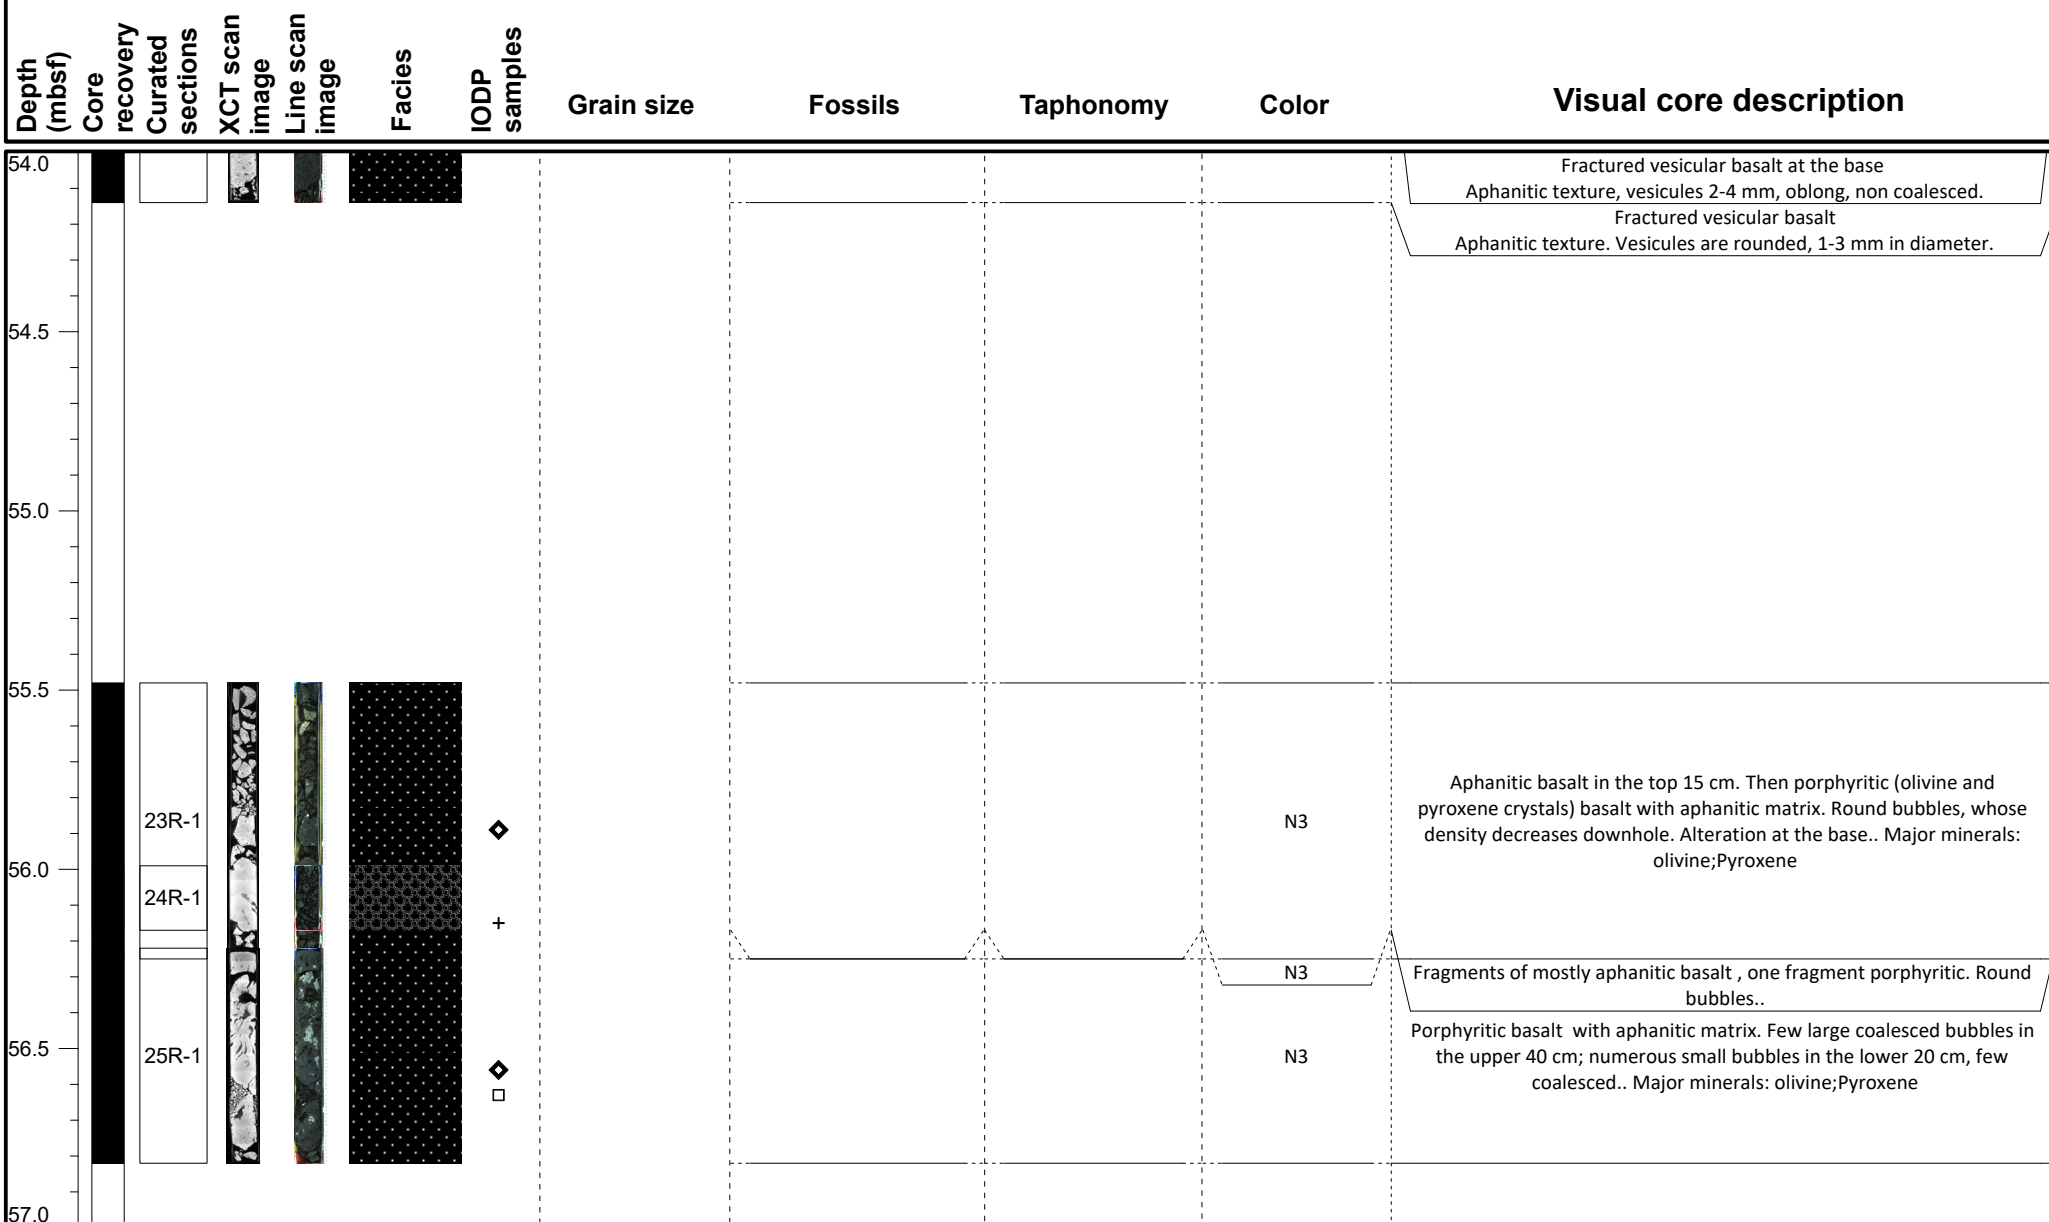 Depth
(mbsf)
Core
recovery
Curated
sections
XCT scan
image
Line scan
image
Facies
IODP
samples
Grain size
Fossils
Taphonomy
Color
Visual core description
54.0
Fractured vesicular basalt at the base
Aphanitic texture, vesicules 2-4 mm, oblong, non coalesced.
Fractured vesicular basalt
Aphanitic texture. Vesicules are rounded, 1-3 mm in diameter.
54.5
55.0
55.5
23R-1
N3
Aphanitic basalt in the top 15 cm. Then porphyritic (olivine and
pyroxene crystals) basalt with aphanitic matrix. Round bubbles, whose
density decreases downhole. Alteration at the base.. Major minerals:
olivine;Pyroxene
56.0
24R-1
+
N3
Fragments of mostly aphanitic basalt , one fragment porphyritic. Round
bubbles..
56.5
25R-1
N3
Porphyritic basalt  with aphanitic matrix. Few large coalesced bubbles in
the upper 40 cm; numerous small bubbles in the lower 20 cm, few
coalesced.. Major minerals: olivine;Pyroxene
57.0